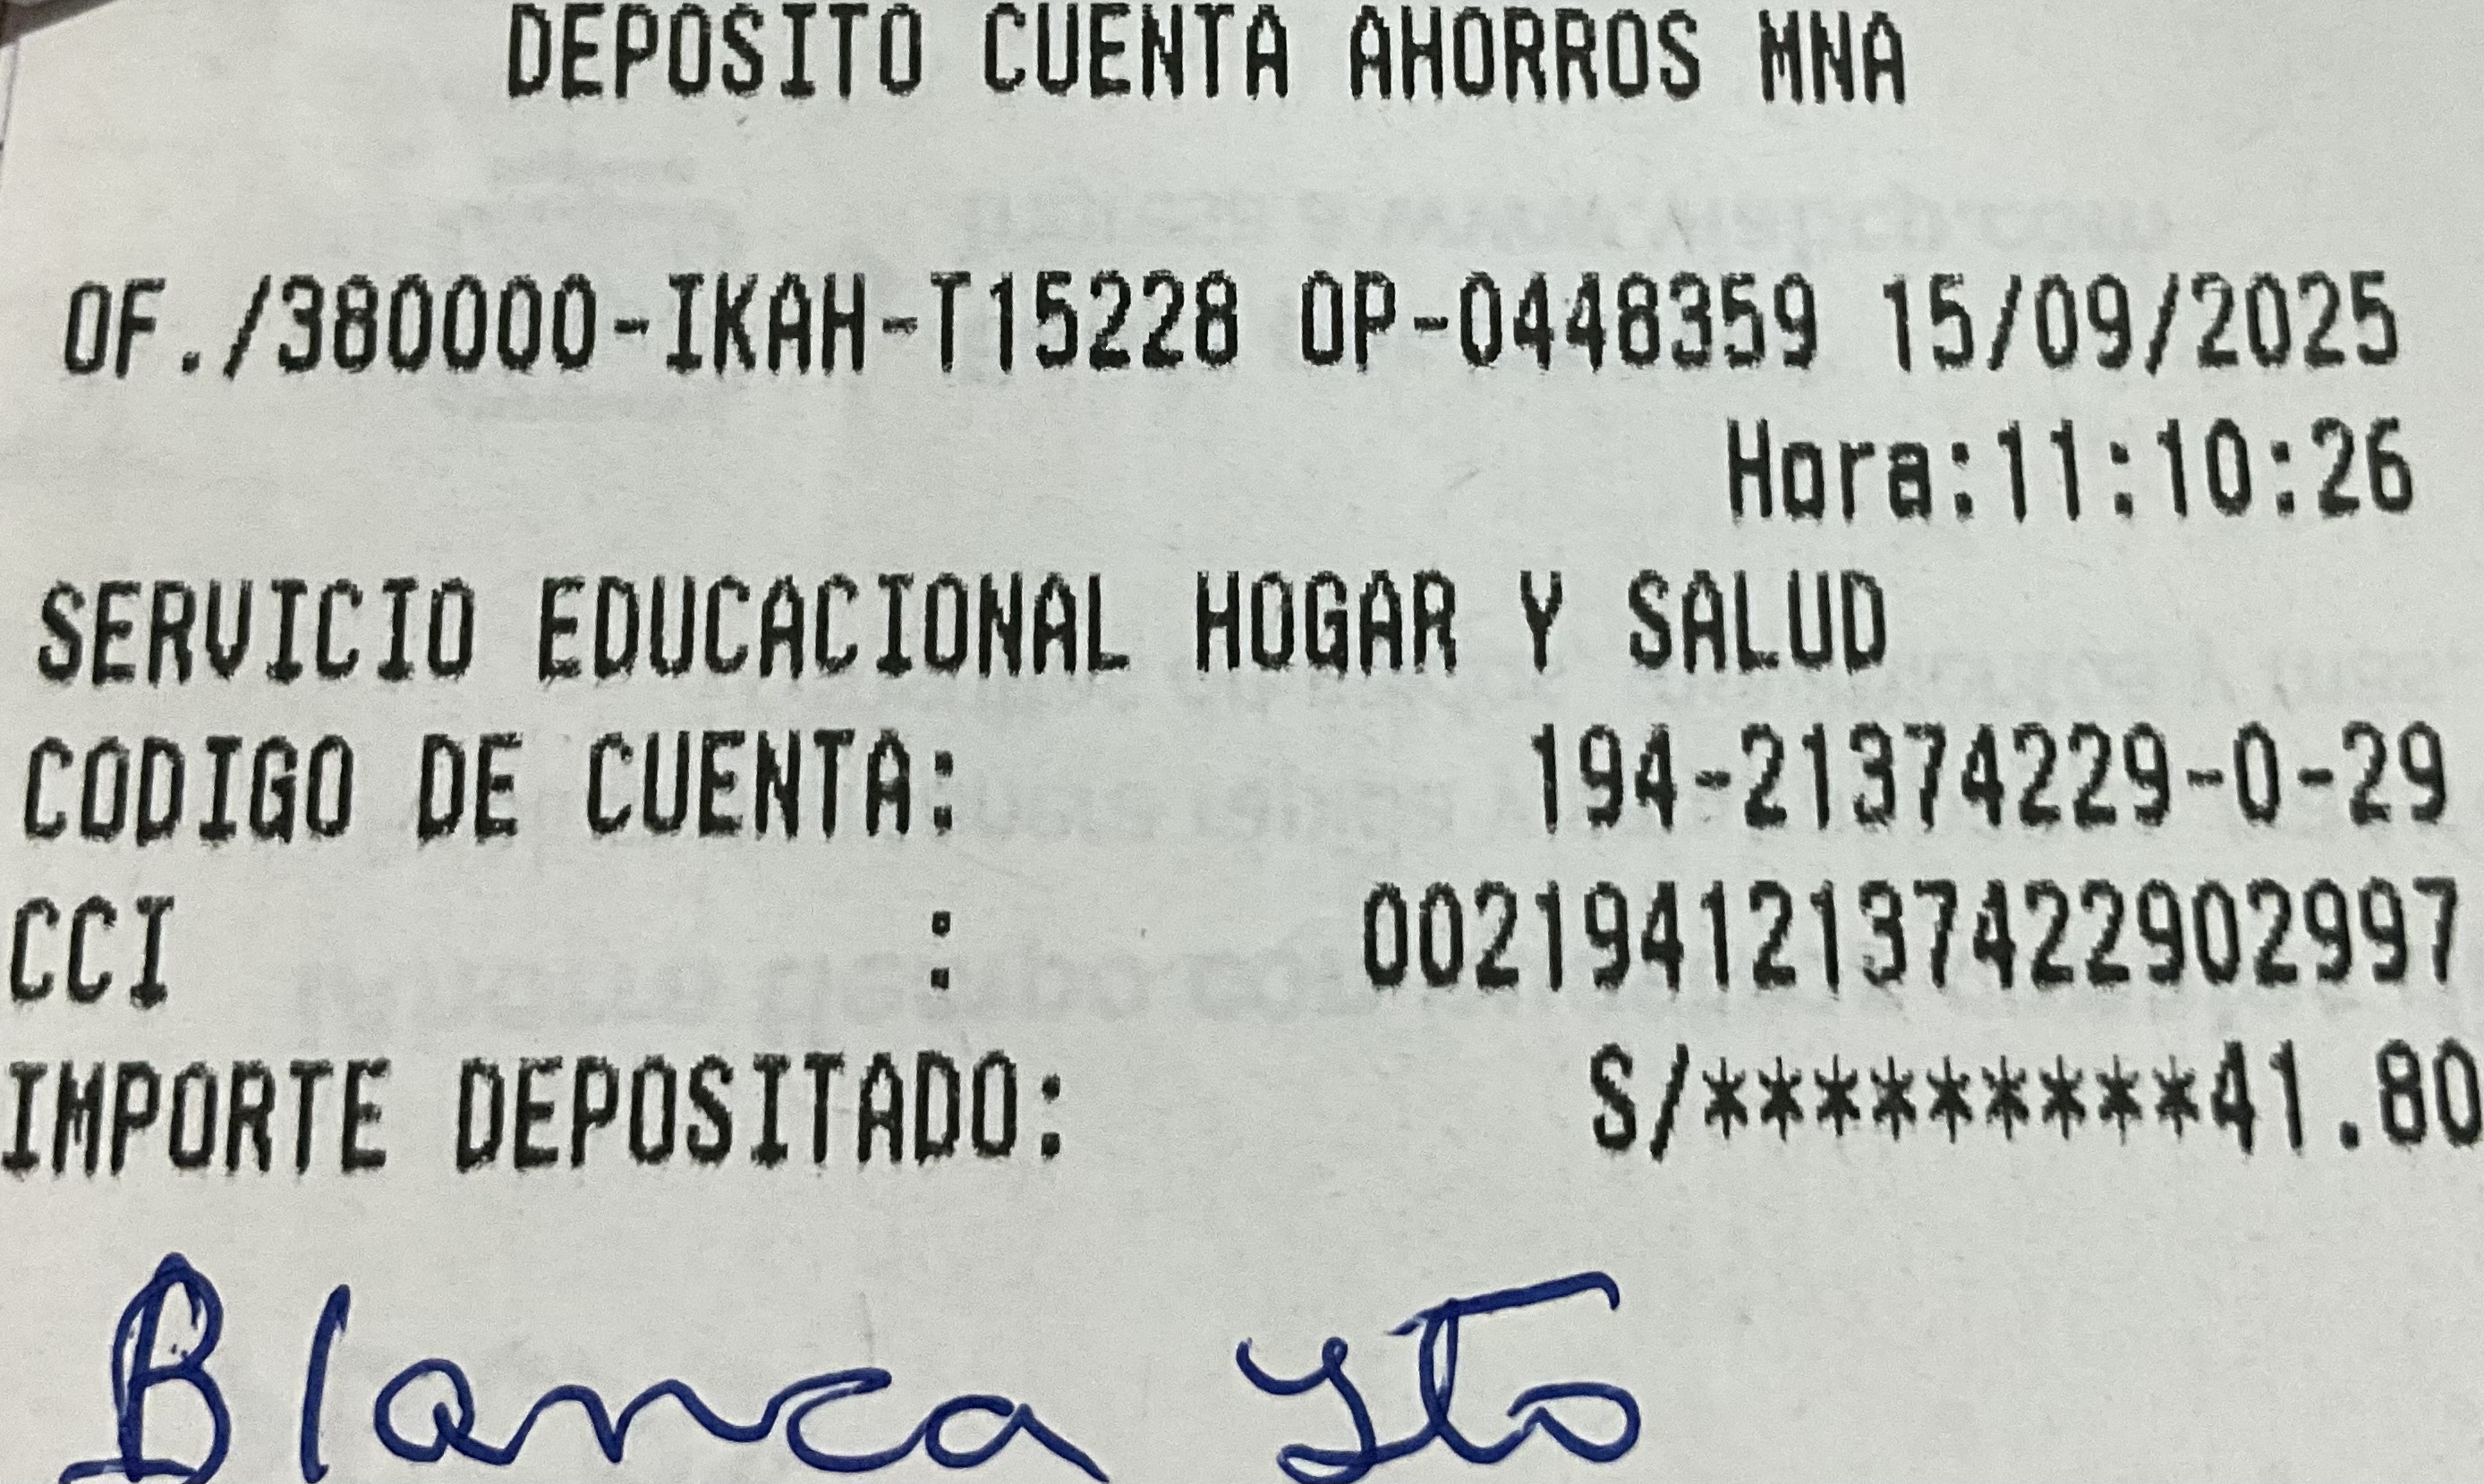 DEPOSITO CUENTA AHORROS MNA
OF./380000-IKAH-T15228 OP-0448359 15/09/2025
Hora:11:10:26
SERVICIO EDUCACIONAL HOGAR Y SALUD
CODIGO DE CUENTA: 194-21374229-0-29
CCI : 00219412137422902997
IMPORTE DEPOSITADO: S/*********41.80
Blanca